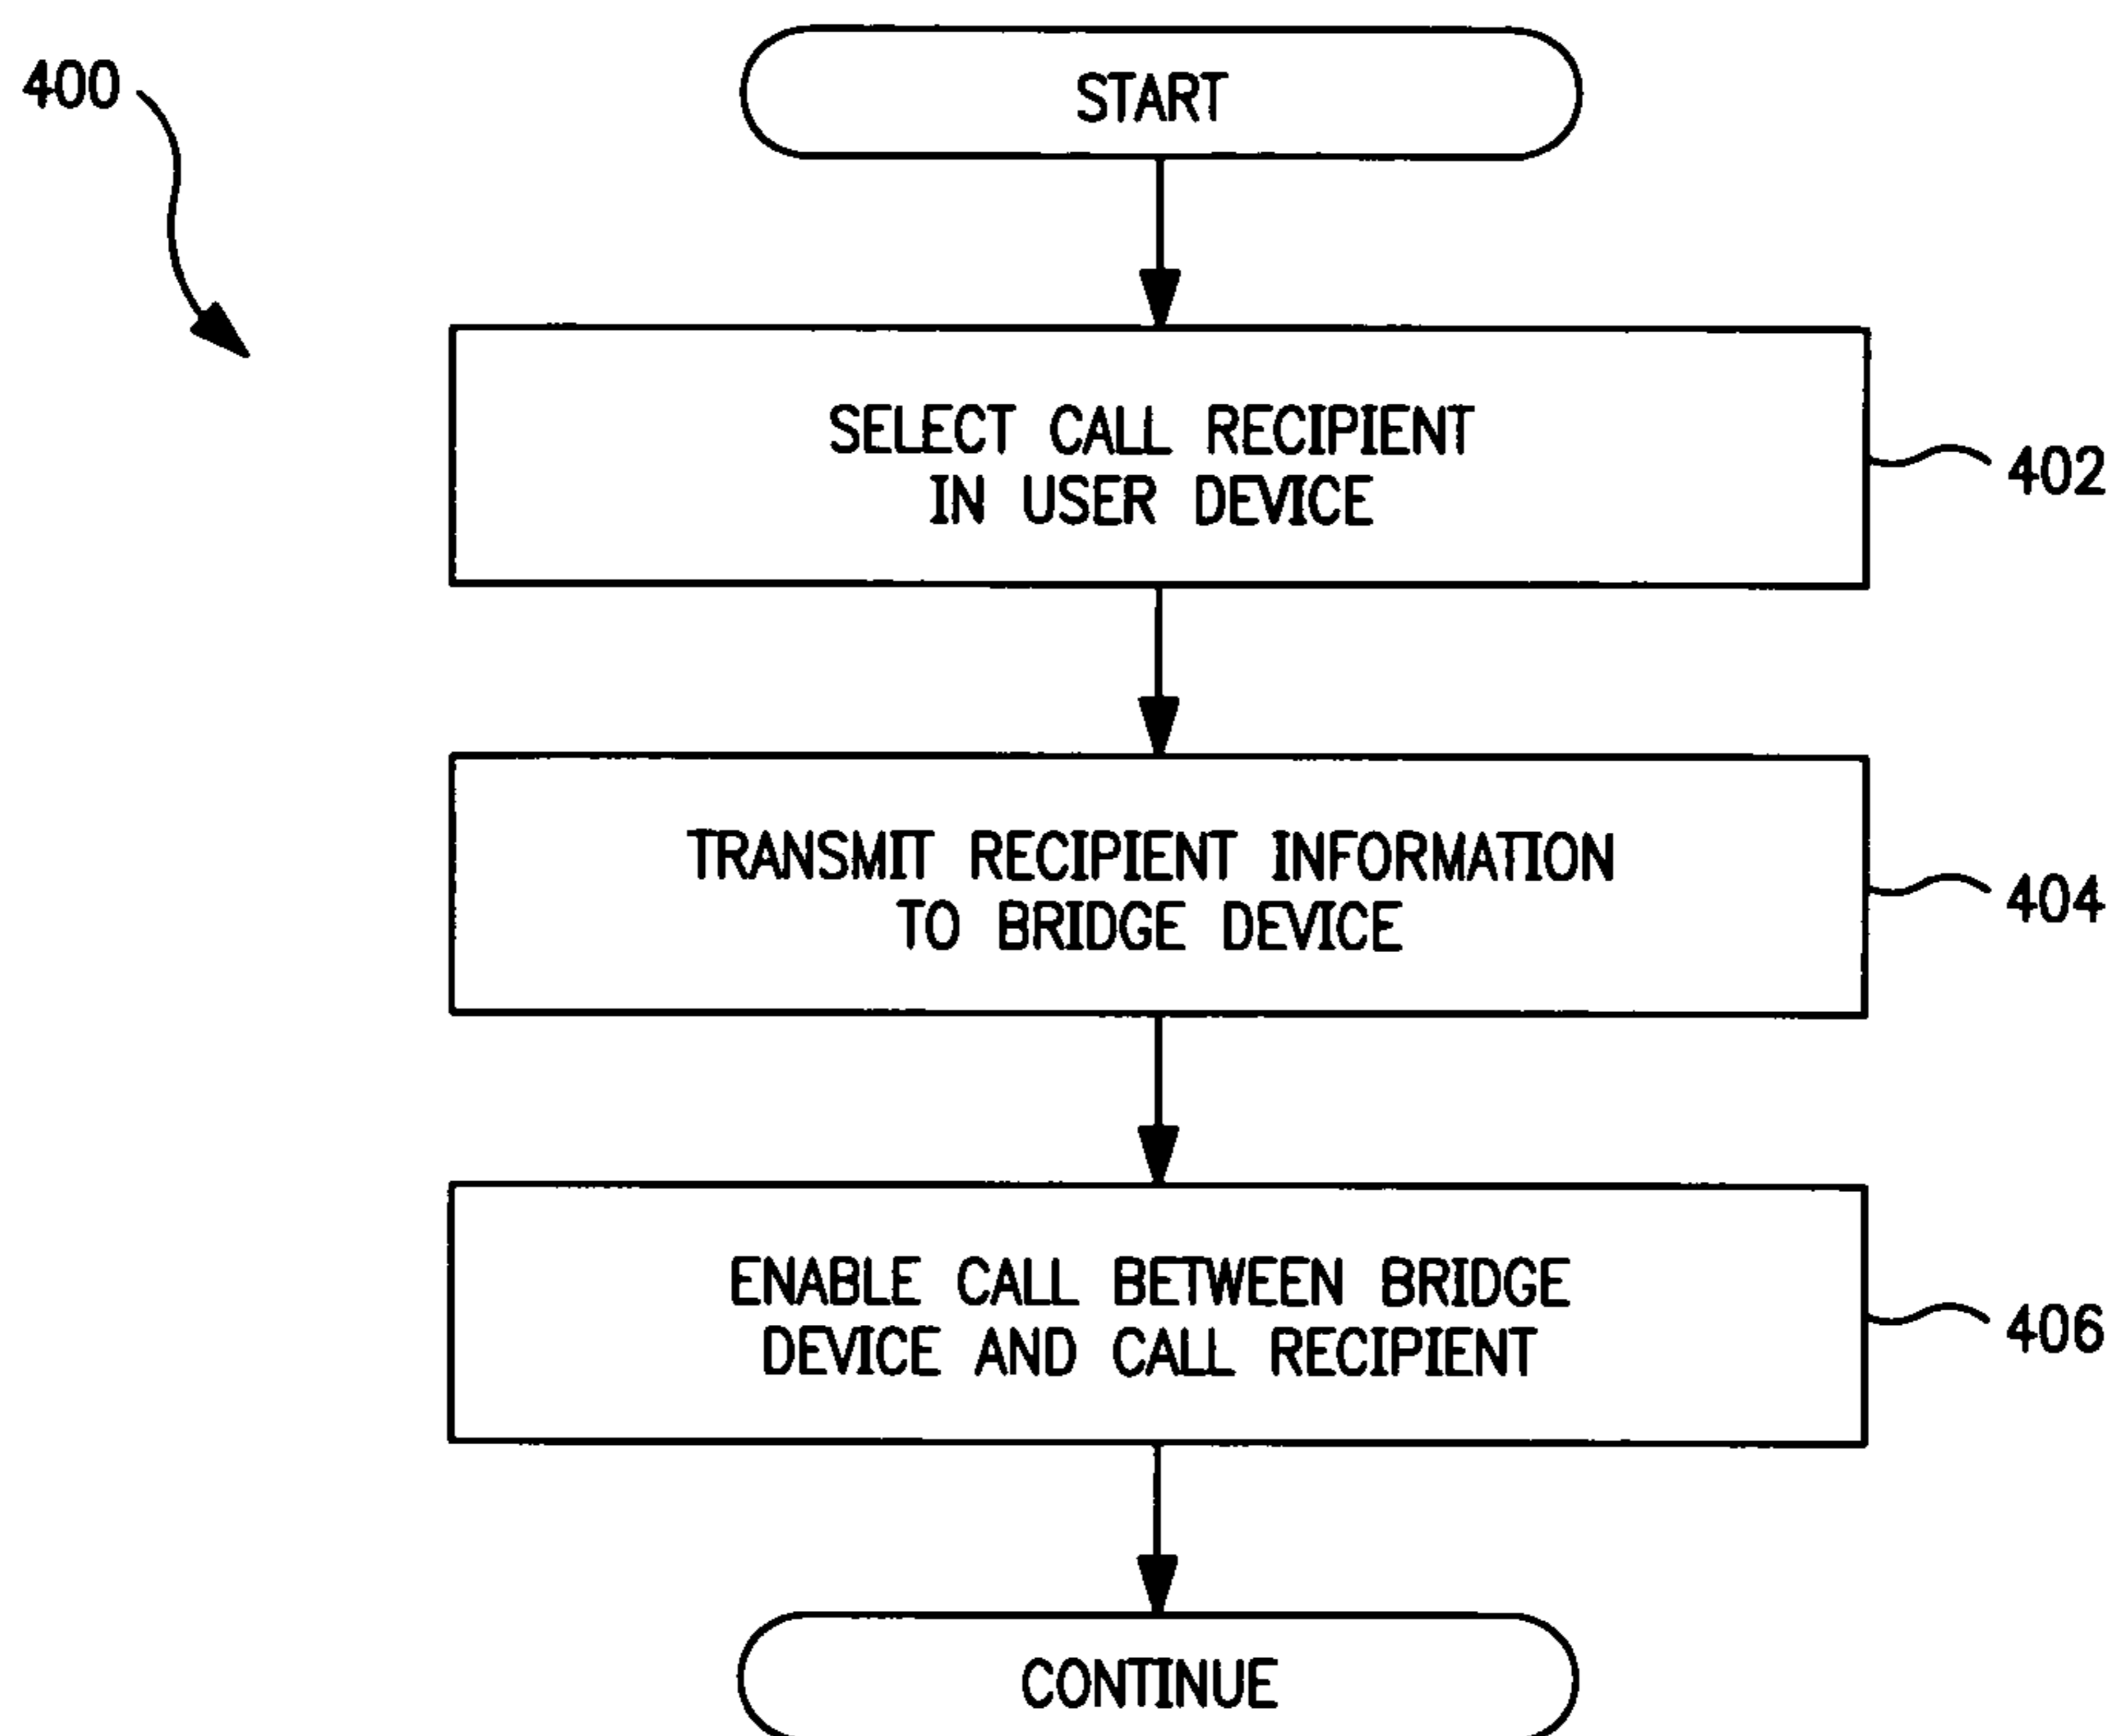 400
START
SELECT CALL RECIPIENT
IN USER DEVICE
402
TRANSMIT RECIPIENT INFORMATION
TO BRIDGE DEVICE
404
ENABLE CALL BETWEEN BRIDGE
DEVICE AND CALL RECIPIENT
406
CONTINUE